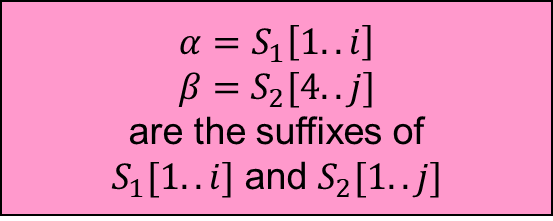 α = S₁[1..i]
β = S₂[4..j]
are the suffixes of
S₁[1..i] and S₂[1..j]